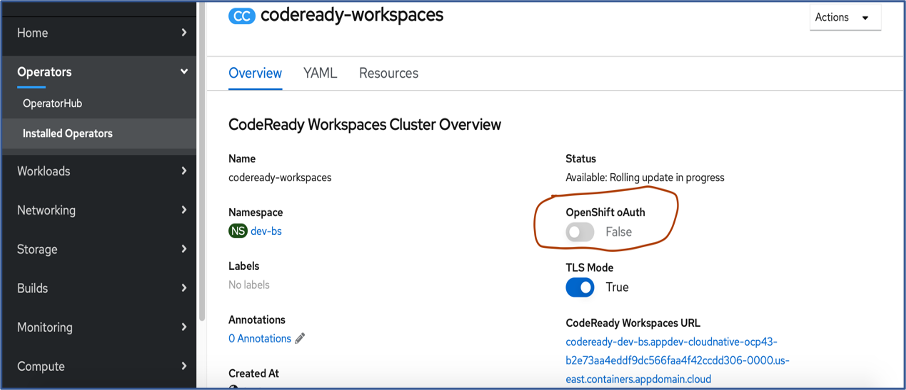 Home
Operators
OperatorHub
Installed Operators
Workloads
Networking
Storage
Builds
Monitoring
Compute
CC codeready-workspaces
Actions
Overview YAML Resources
CodeReady Workspaces Cluster Overview
Name
codeready-workspaces
Namespace
NS dev-bs
Labels
No labels
Annotations
0 Annotations
Created At
Status
Available: Rolling update in progress
OpenShift oAuth
False
TLS Mode
True
CodeReady Workspaces URL
codeready-dev-bs.appdev-cloudnative-ocp43-
b2e73aa4eddf9dc566faa4f42ccdd306-0000.us-
east.containers.appdomain.cloud